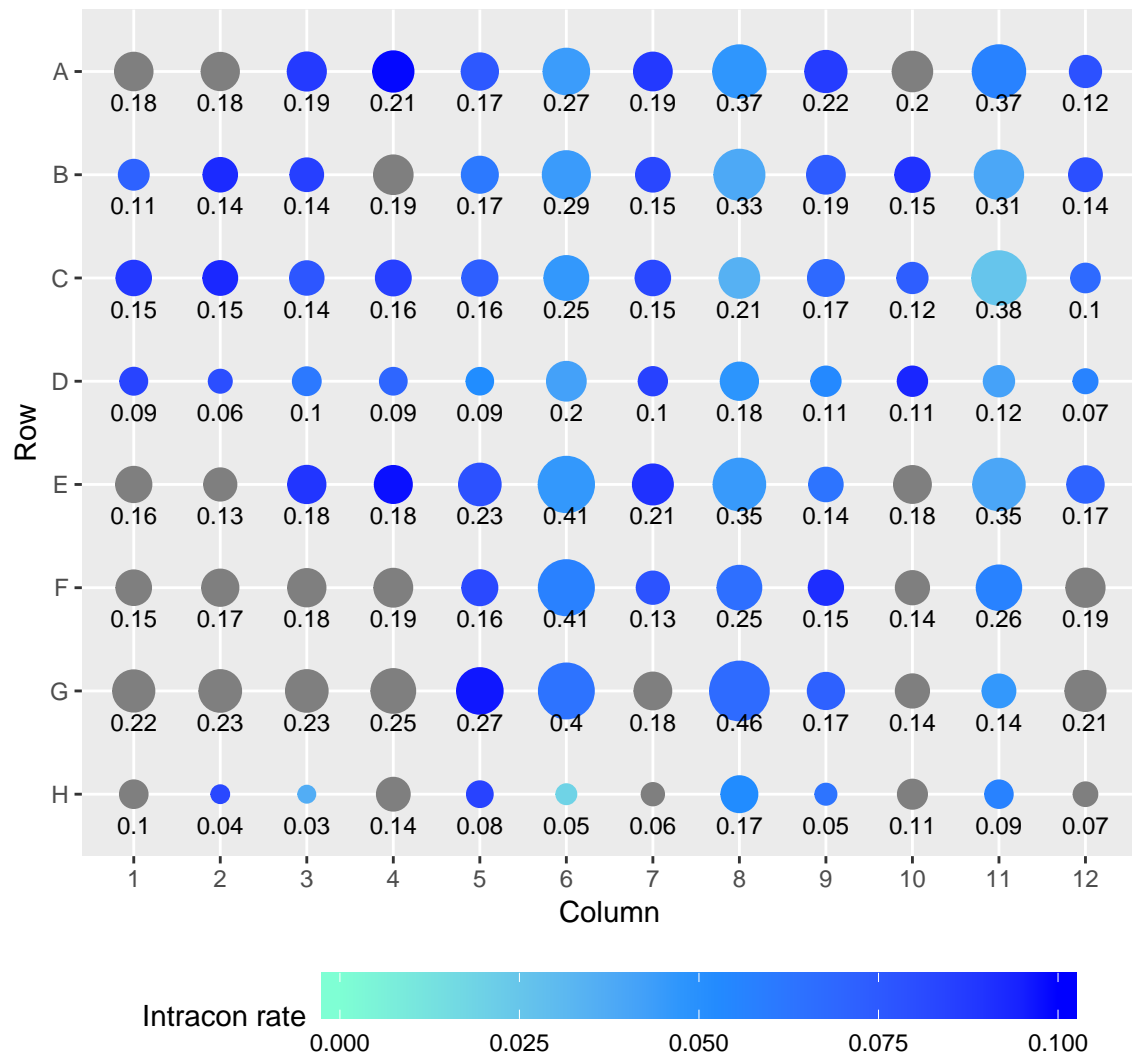 A
0.18 0.18 0.19 0.21 0.17 0.27 0.19 0.37 0.22 0.2 0.37 0.12
B
0.11 0.14 0.14 0.19 0.17 0.29 0.15 0.33 0.19 0.15 0.31 0.14
C
0.15 0.15 0.14 0.16 0.16 0.25 0.15 0.21 0.17 0.12 0.38 0.1
D
0.09 0.06 0.1 0.09 0.09 0.2 0.1 0.18 0.11 0.11 0.12 0.07
Row
E
0.16 0.13 0.18 0.18 0.23 0.41 0.21 0.35 0.14 0.18 0.35 0.17
F
0.15 0.17 0.18 0.19 0.16 0.41 0.13 0.25 0.15 0.14 0.26 0.19
G
0.22 0.23 0.23 0.25 0.27 0.4 0.18 0.46 0.17 0.14 0.14 0.21
H
0.1 0.04 0.03 0.14 0.08 0.05 0.06 0.17 0.05 0.11 0.09 0.07
1 2 3 4 5 6 7 8 9 10 11 12
Column
Intracon rate
0.000 0.025 0.050 0.075 0.100